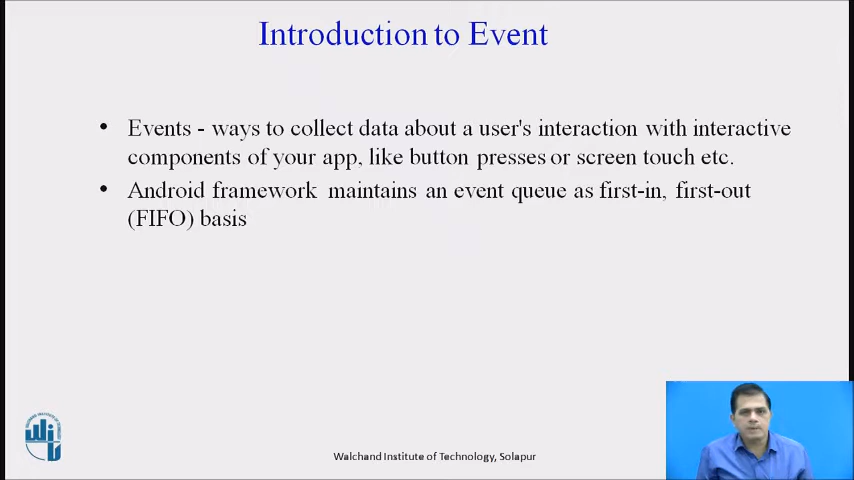 Introduction to Event
• Events - ways to collect data about a user's interaction with interactive
components of your app, like button presses or screen touch etc.
• Android framework maintains an event queue as first-in, first-out
(FIFO) basis
Walchand Institute of Technology, Solapur